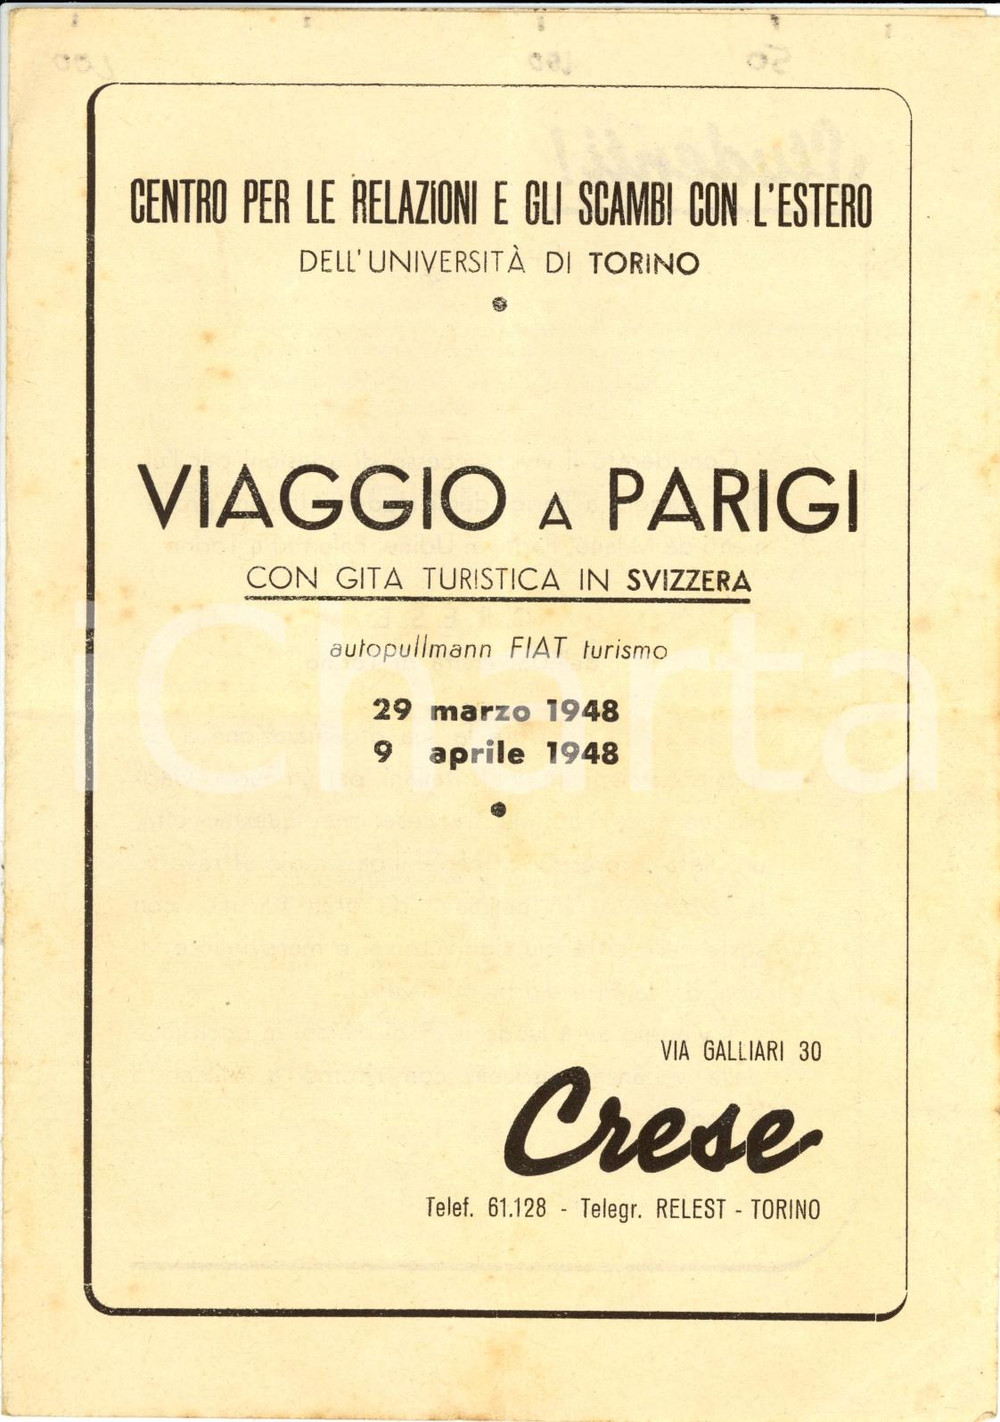 CENTRO PER LE RELAZIONI E GLI SCAMBI CON L'ESTERO
DELL'UNIVERSITÀ DI TORINO
VIAGGIO A PARIGI
CON GITA TURISTICA IN SVIZZERA
autopullmann FIAT turismo
29 marzo 1948
9 aprile 1948
VIA GALLIARI 30
Crese
Telef. 61.128 - Telegr. RELEST - TORINO
iCharta